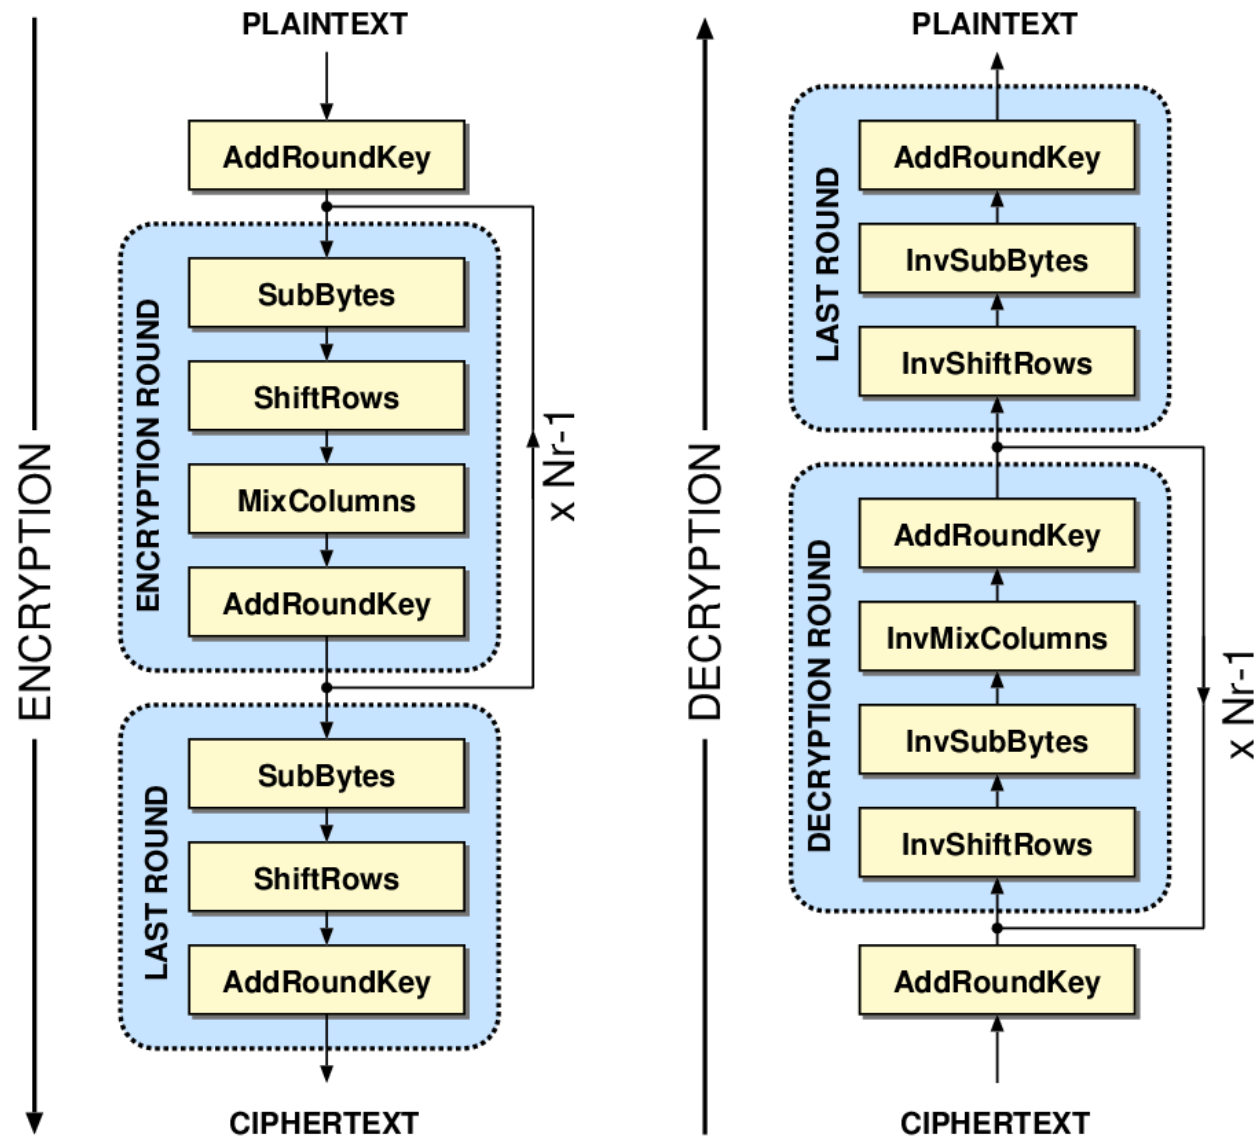 PLAINTEXT
AddRoundKey
ENCRYPTION ROUND
SubBytes
ShiftRows
MixColumns
AddRoundKey
x Nr-1
ENCRYPTION
LAST ROUND
SubBytes
ShiftRows
AddRoundKey
CIPHERTEXT
PLAINTEXT
LAST ROUND
AddRoundKey
InvSubBytes
InvShiftRows
DECRYPTION
DECRYPTION ROUND
AddRoundKey
InvMixColumns
InvSubBytes
InvShiftRows
x Nr-1
AddRoundKey
CIPHERTEXT